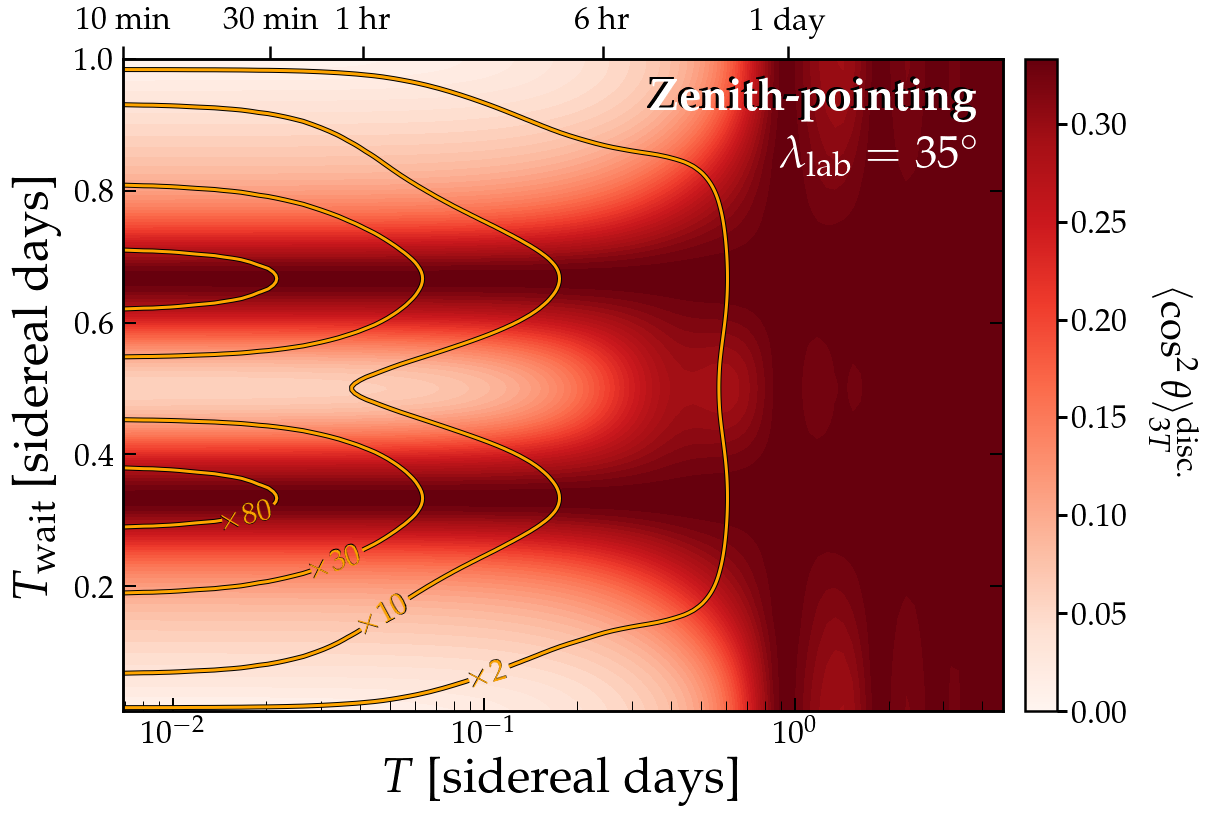 10 min 30 min 1 hr 6 hr 1 day
Zenith-pointing
λ_lab = 35°
1.0
0.8
0.6
0.4
0.2
T_wait [sidereal days]
×80
×30
×10
×2
10⁻² 10⁻¹ 10⁰
T [sidereal days]
0.30
0.25
0.20
0.15
0.10
0.05
0.00
⟨cos² θ⟩_{3T}^{disc.}